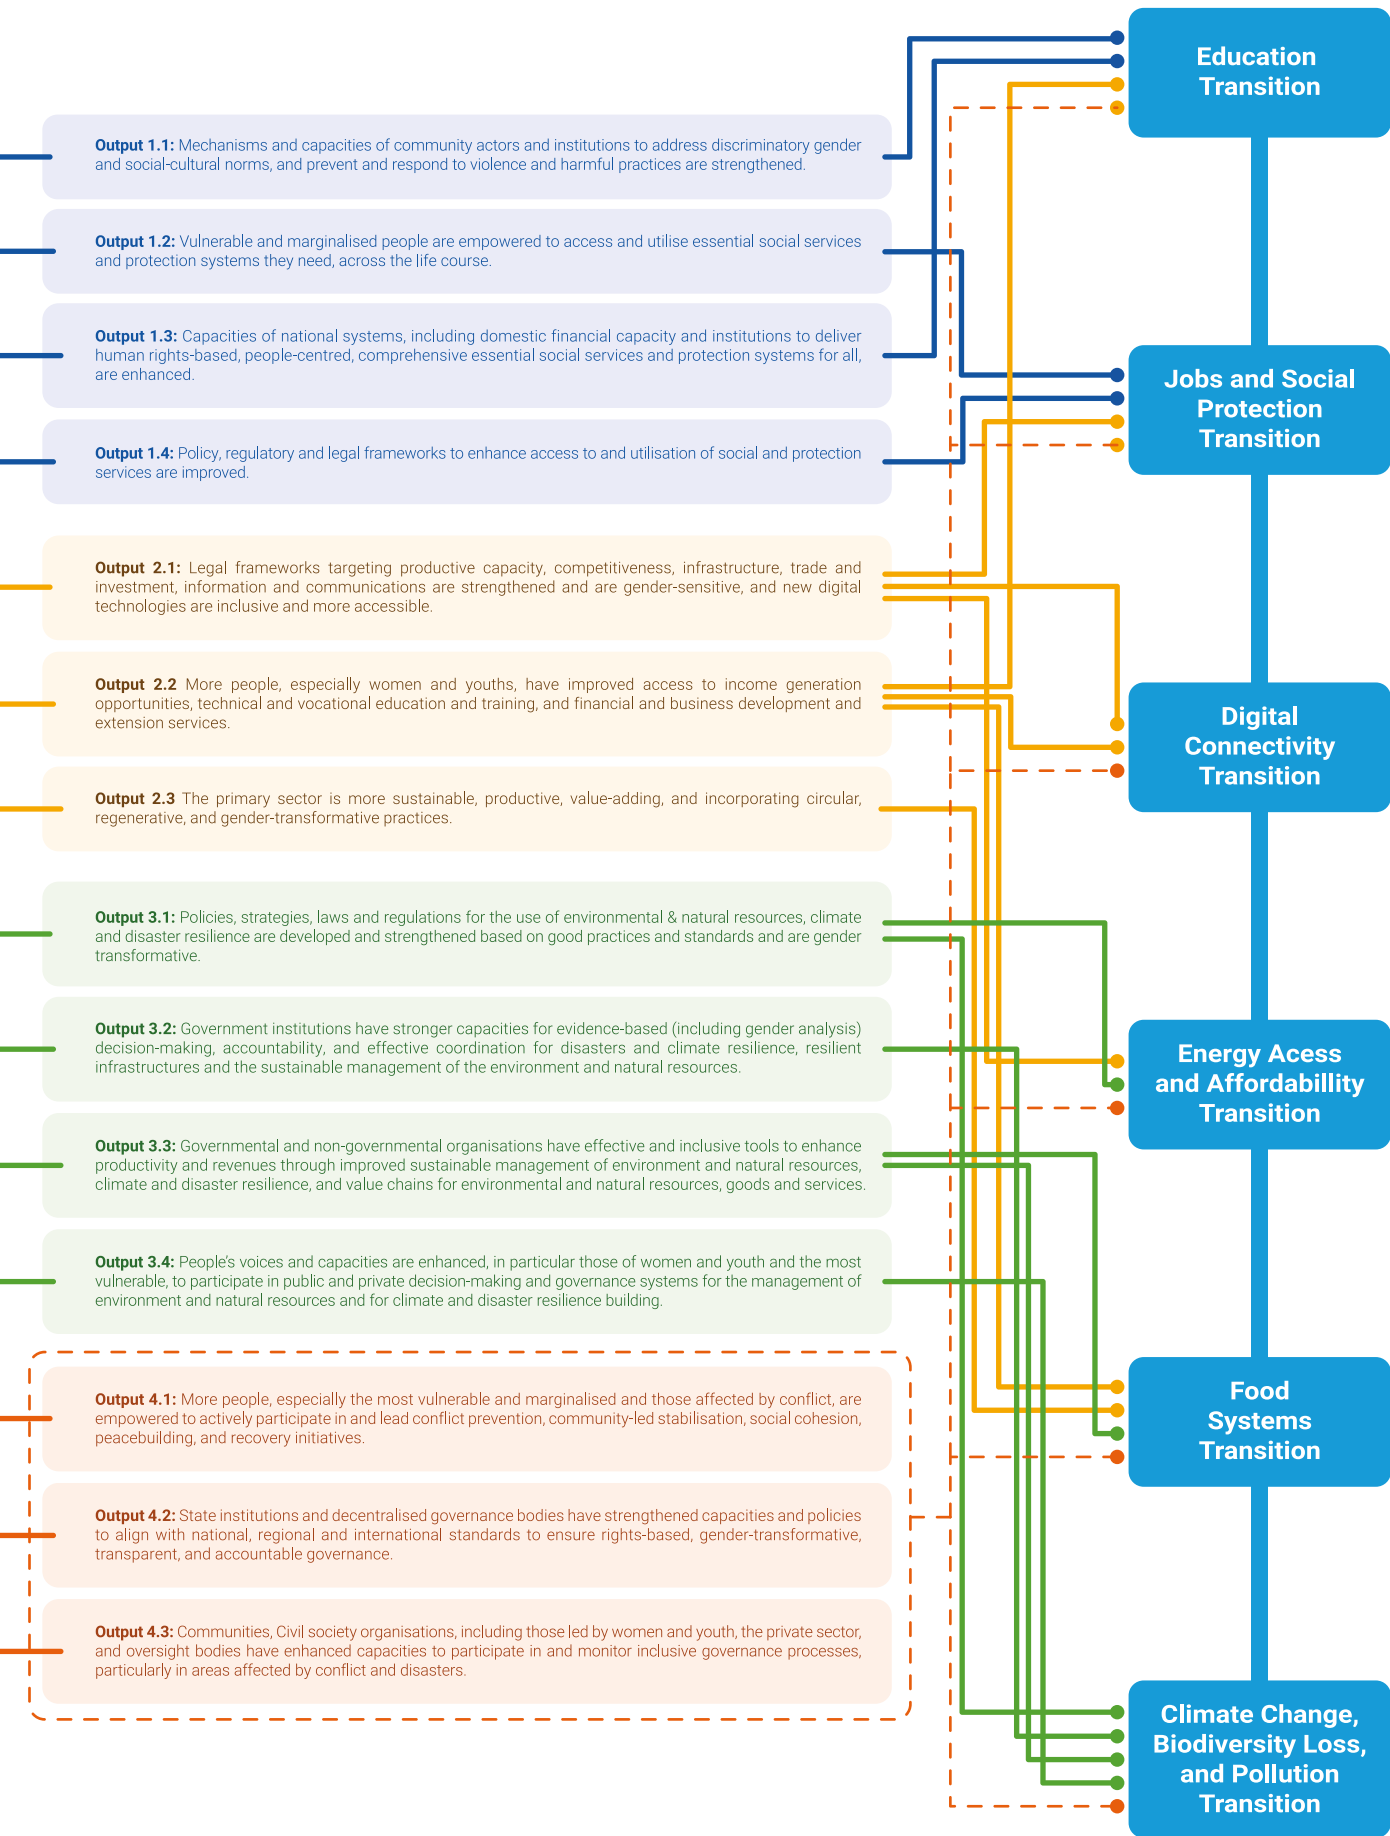 Education
Transition
Output 1.1: Mechanisms and capacities of community actors and institutions to address discriminatory gender
and social-cultural norms, and prevent and respond to violence and harmful practices are strengthened.
Output 1.2: Vulnerable and marginalised people are empowered to access and utilise essential social services
and protection systems they need, across the life course.
Output 1.3: Capacities of national systems, including domestic financial capacity and institutions to deliver
human rights-based, people-centred, comprehensive essential social services and protection systems for all,
are enhanced.
Jobs and Social
Protection
Transition
Output 1.4: Policy, regulatory and legal frameworks to enhance access to and utilisation of social and protection
services are improved.
Output 2.1: Legal frameworks targeting productive capacity, competitiveness, infrastructure, trade and
investment, information and communications are strengthened and are gender-sensitive, and new digital
technologies are inclusive and more accessible.
Output 2.2 More people, especially women and youths, have improved access to income generation
opportunities, technical and vocational education and training, and financial and business development and
extension services.
Digital
Connectivity
Transition
Output 2.3 The primary sector is more sustainable, productive, value-adding, and incorporating circular,
regenerative, and gender-transformative practices.
Output 3.1: Policies, strategies, laws and regulations for the use of environmental & natural resources, climate
and disaster resilience are developed and strengthened based on good practices and standards and are gender
transformative.
Output 3.2: Government institutions have stronger capacities for evidence-based (including gender analysis)
decision-making, accountability, and effective coordination for disasters and climate resilience, resilient
infrastructures and the sustainable management of the environment and natural resources.
Energy Acess
and Affordabillity
Transition
Output 3.3: Governmental and non-governmental organisations have effective and inclusive tools to enhance
productivity and revenues through improved sustainable management of environment and natural resources,
climate and disaster resilience, and value chains for environmental and natural resources, goods and services.
Output 3.4: People's voices and capacities are enhanced, in particular those of women and youth and the most
vulnerable, to participate in public and private decision-making and governance systems for the management of
environment and natural resources and for climate and disaster resilience building.
Output 4.1: More people, especially the most vulnerable and marginalised and those affected by conflict, are
empowered to actively participate in and lead conflict prevention, community-led stabilisation, social cohesion,
peacebuilding, and recovery initiatives.
Food
Systems
Transition
Output 4.2: State institutions and decentralised governance bodies have strengthened capacities and policies
to align with national, regional and international standards to ensure rights-based, gender-transformative,
transparent, and accountable governance.
Output 4.3: Communities, Civil society organisations, including those led by women and youth, the private sector,
and oversight bodies have enhanced capacities to participate in and monitor inclusive governance processes,
particularly in areas affected by conflict and disasters.
Climate Change,
Biodiversity Loss,
and Pollution
Transition